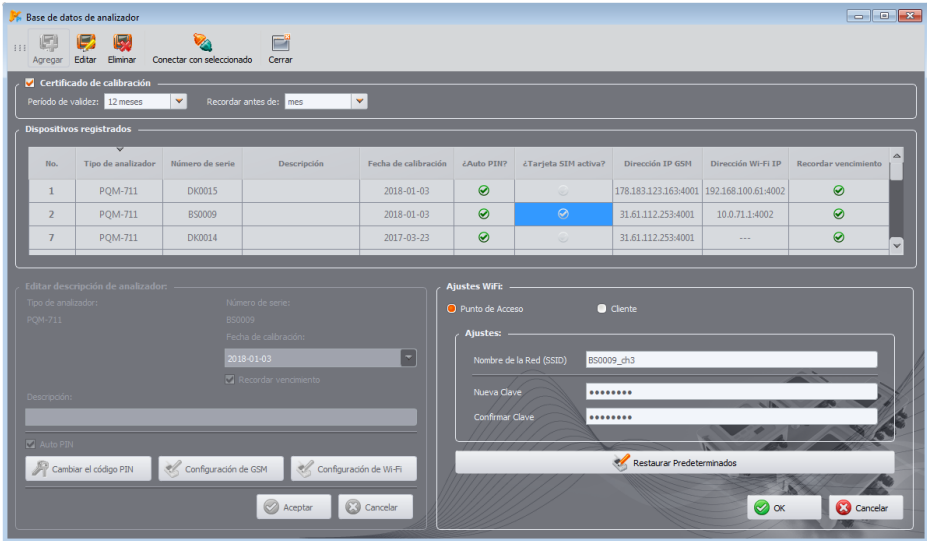 Base de datos de analizador
Agregar Editar Eliminar Conectar con seleccionado Cerrar
Certificado de calibración
Período de validez: 12 meses Recordar antes de: mes
Dispositivos registrados
No. Tipo de analizador Número de serie Descripción Fecha de calibración ¿Auto PIN? ¿Tarjeta SIM activa? Dirección IP GSM Dirección Wi-Fi IP Recordar vencimiento
1 PQM-711 DK0015 2018-01-03 178.183.123.163:4001 192.168.100.61:4002
2 PQM-711 BS0009 2018-01-03 31.61.112.253:4001 10.0.71.1:4002
7 PQM-711 DK0014 2017-03-23 31.61.112.253:4001 ---
Editar descripción de analizador:
Tipo de analizador: Número de serie:
PQM-711 BS0009
Fecha de calibración:
2018-01-03
Recordar vencimiento
Descripción:
Auto PIN
Cambiar el código PIN Configuración de GSM Configuración de Wi-Fi
Aceptar Cancelar
Ajustes WiFi:
Punto de Acceso Cliente
Ajustes:
Nombre de la Red (SSID) BS0009_ch3
Nueva Clave ●●●●●●●●
Confirmar Clave ●●●●●●●●
Restaurar Predeterminados
OK Cancelar